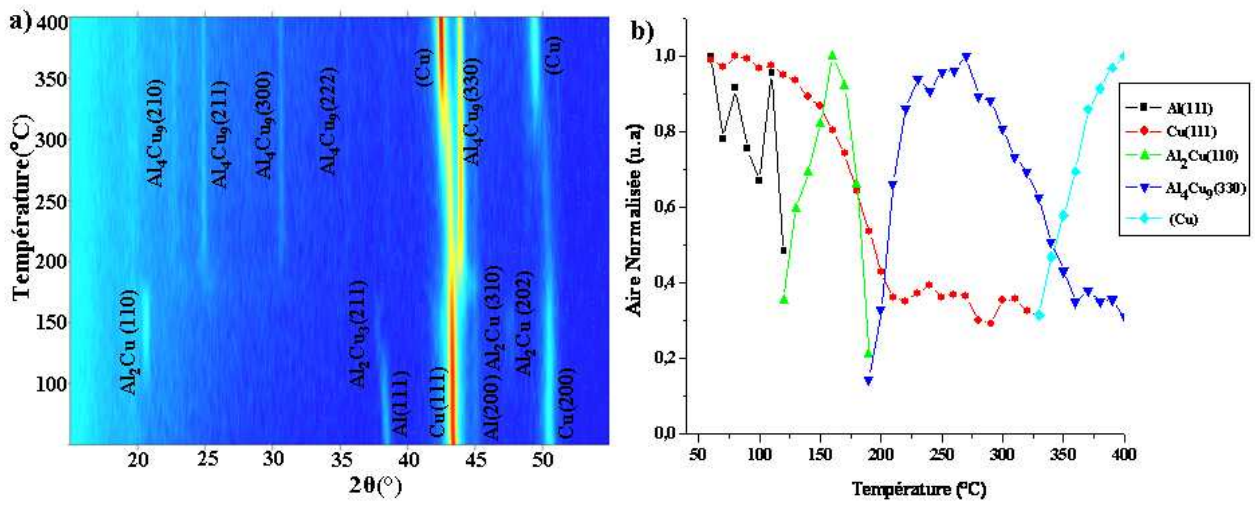 a)
400
350
300
250
200
150
100
Température(°C)
Al4Cu9(210)
Al4Cu9(211)
Al4Cu9(300)
Al4Cu9(222)
(Cu)
Al4Cu9(330)
(Cu)
Al2Cu (110)
Al2Cu3(211)
Al(111)
Cu(111)
Al(200)
Al2Cu (310)
Al2Cu (202)
Cu(200)
20 25 30 35 40 45 50
2θ(°)
b)
1,0
0,8
0,6
0,4
0,2
0,0
Aire Normalisée (u.a)
50 100 150 200 250 300 350 400
Température (°C)
Al(111)
Cu(111)
Al2Cu(110)
Al4Cu9(330)
(Cu)